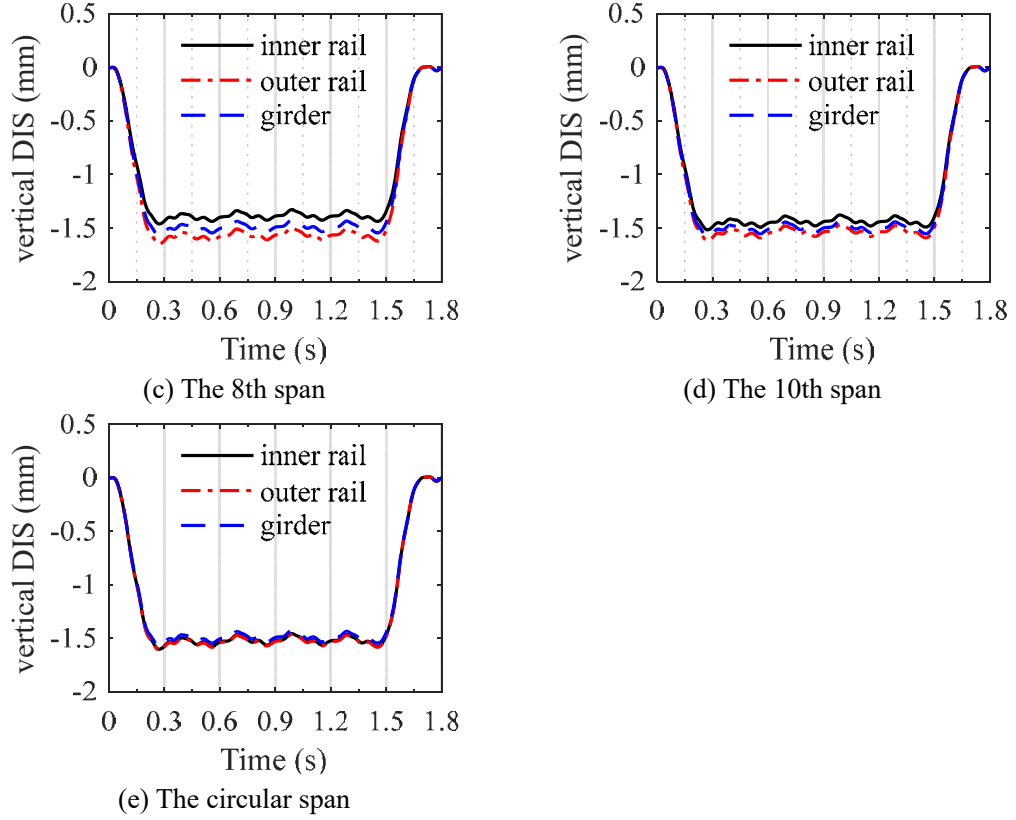 0.5
0
-0.5
-1
-1.5
-2
vertical DIS (mm)
inner rail
outer rail
girder
0 0.3 0.6 0.9 1.2 1.5 1.8
Time (s)
(c) The 8th span
0.5
0
-0.5
-1
-1.5
-2
vertical DIS (mm)
inner rail
outer rail
girder
0 0.3 0.6 0.9 1.2 1.5 1.8
Time (s)
(d) The 10th span
0.5
0
-0.5
-1
-1.5
-2
vertical DIS (mm)
inner rail
outer rail
girder
0 0.3 0.6 0.9 1.2 1.5 1.8
Time (s)
(e) The circular span